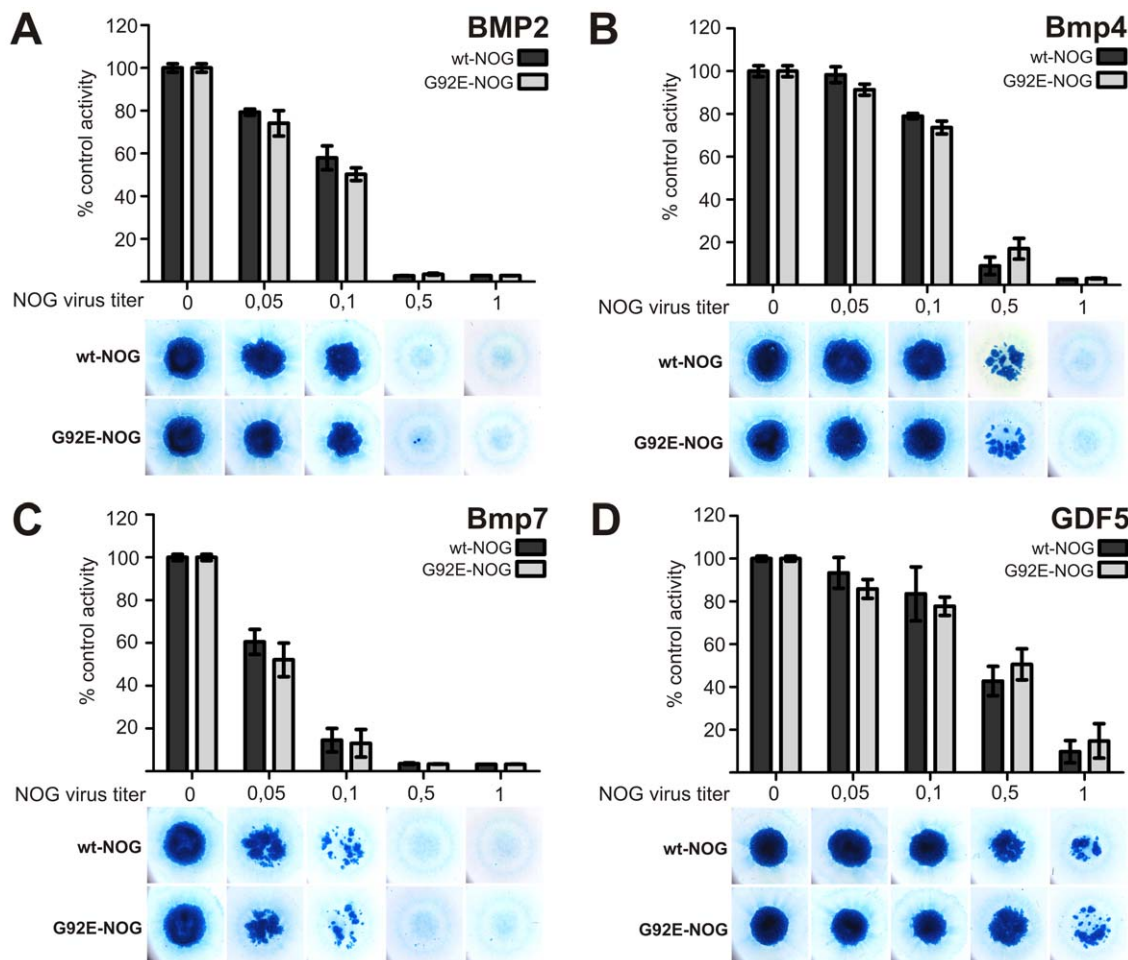 A
BMP2
wt-NOG
G92E-NOG
% control activity
120
100
80
60
40
20
NOG virus titer
0 0,05 0,1 0,5 1
wt-NOG
G92E-NOG
B
Bmp4
wt-NOG
G92E-NOG
% control activity
120
100
80
60
40
20
NOG virus titer
0 0,05 0,1 0,5 1
wt-NOG
G92E-NOG
C
Bmp7
wt-NOG
G92E-NOG
% control activity
120
100
80
60
40
20
NOG virus titer
0 0,05 0,1 0,5 1
wt-NOG
G92E-NOG
D
GDF5
wt-NOG
G92E-NOG
% control activity
120
100
80
60
40
20
NOG virus titer
0 0,05 0,1 0,5 1
wt-NOG
G92E-NOG